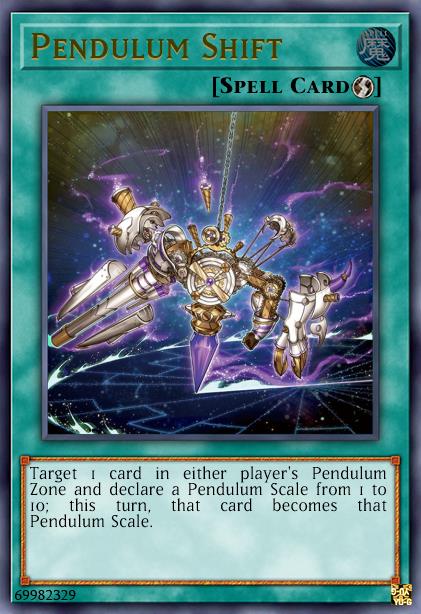 Pendulum Shift
SPELL
魔
[Spell Card]
Target 1 card in either player's Pendulum
Zone and declare a Pendulum Scale from 1 to
10; this turn, that card becomes that
Pendulum Scale.
69982329